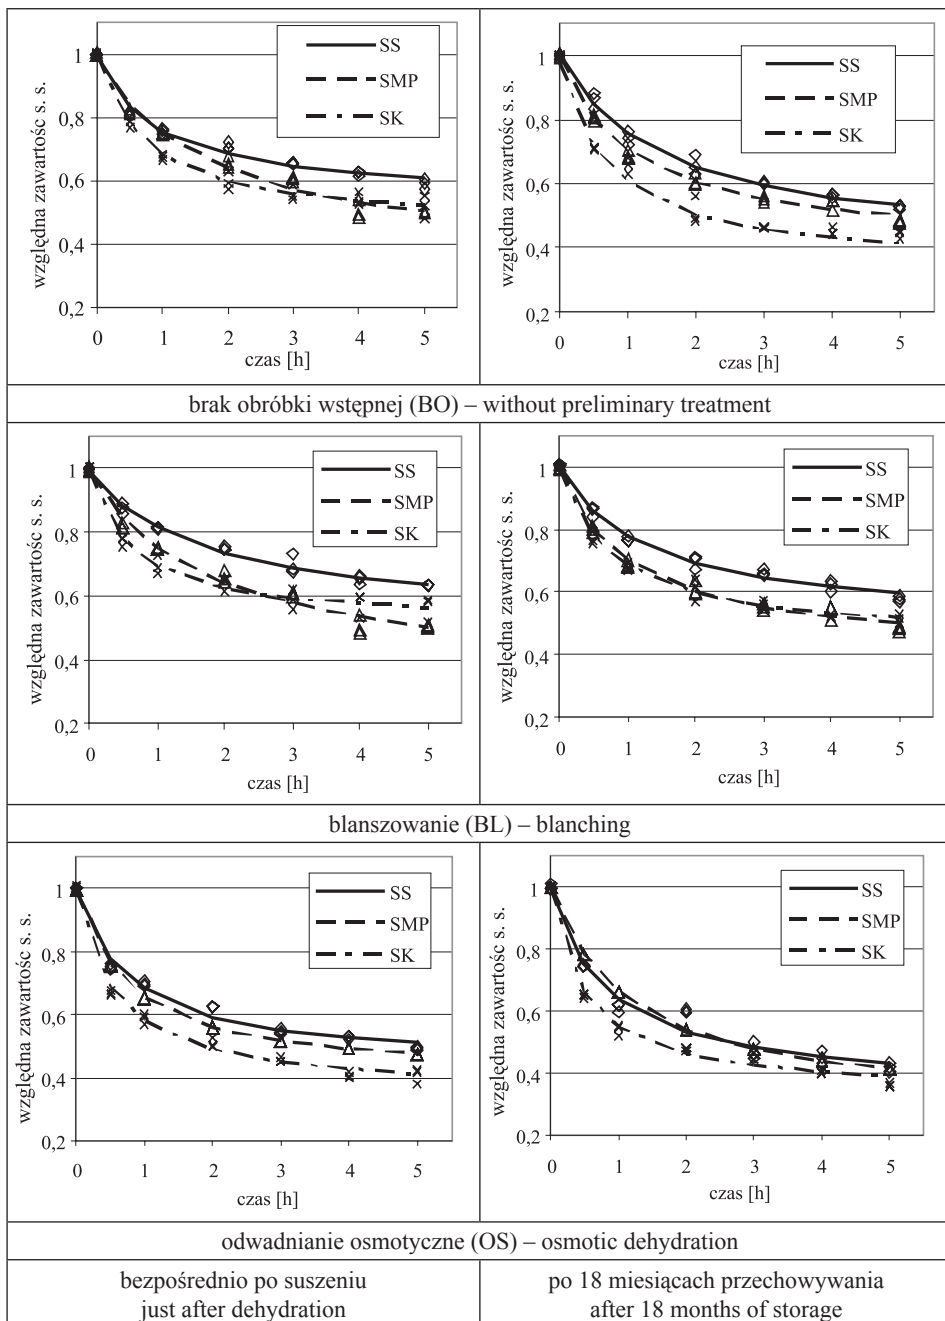 względna zawartośc s. s.
1
0,8
0,6
0,4
0,2
0 1 2 3 4 5
czas [h]
SS
SMP
SK
względna zawartośc s. s.
1
0,8
0,6
0,4
0,2
0 1 2 3 4 5
czas [h]
SS
SMP
SK
brak obróbki wstępnej (BO) – without preliminary treatment
względna zawartośc s. s.
1
0,8
0,6
0,4
0,2
0 1 2 3 4 5
czas [h]
SS
SMP
SK
względna zawartośc s. s.
1
0,8
0,6
0,4
0,2
0 1 2 3 4 5
czas [h]
SS
SMP
SK
blanszowanie (BL) – blanching
względna zawartośc s. s.
1
0,8
0,6
0,4
0,2
0 1 2 3 4 5
czas [h]
SS
SMP
SK
względna zawartośc s. s.
1
0,8
0,6
0,4
0,2
0 1 2 3 4 5
czas [h]
SS
SMP
SK
odwadnianie osmotyczne (OS) – osmotic dehydration
bezpośrednio po suszeniu
just after dehydration
po 18 miesiącach przechowywania
after 18 months of storage